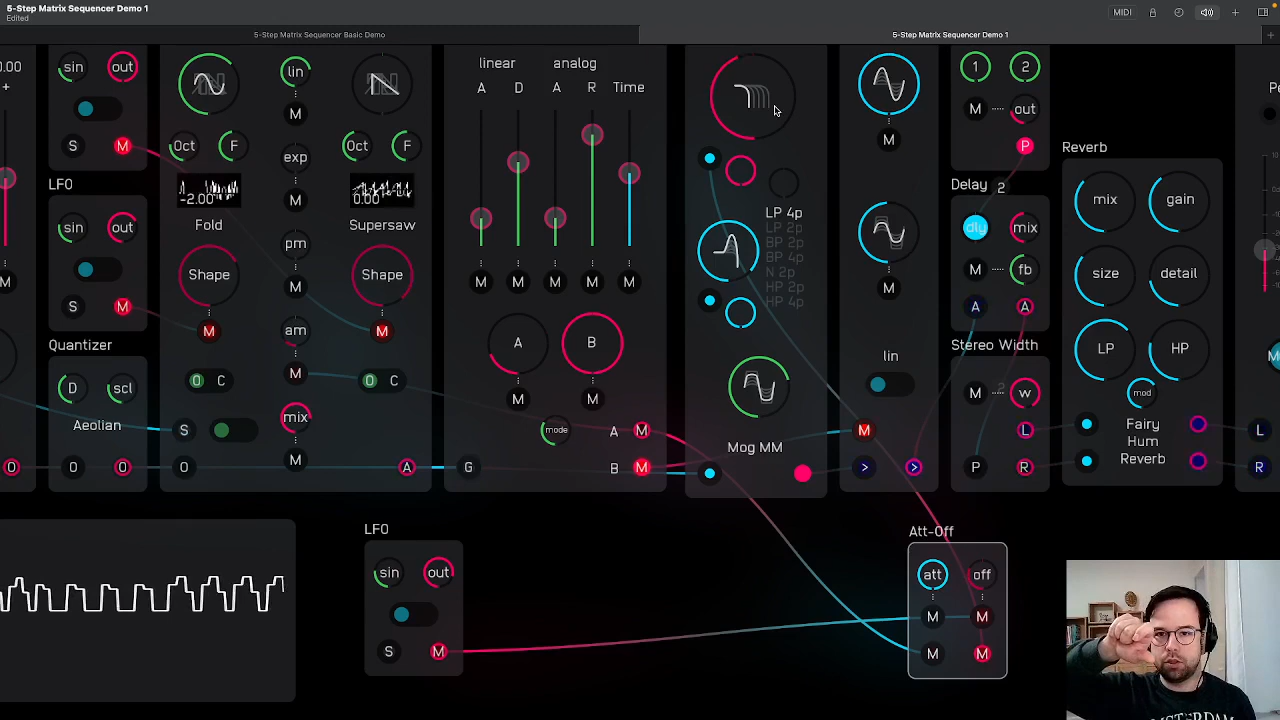 5-Step Matrix Sequencer Demo 1
Edited
MIDI
5-Step Matrix Sequencer Basic Demo
5-Step Matrix Sequencer Demo 1
0.00
+
M
O
sin
out
S
M
LFO
sin
out
S
M
Quantizer
D
scl
Aeolian
O
O
lin
M
Oct
F
exp
Oct
F
-2.00
M
0.00
Fold
pm
Supersaw
Shape
M
Shape
M
am
M
O
C
M
O
C
mix
S
M
O
A
linear
analog
A
D
A
R
Time
M
M
M
M
M
A
B
M
M
mode
A
M
B
M
G
LP 4p
LP 2p
BP 2p
BP 4p
N 2p
HP 2p
HP 4p
Mog MM
M
M
lin
M
>
>
1
2
M
out
P
Delay
2
dly
mix
M
fb
A
A
Stereo Width
M
2
w
L
P
R
Reverb
mix
gain
size
detail
LP
HP
mod
Fairy
Hum
Reverb
Pe
M
L
R
LFO
sin
out
S
M
Att-Off
att
off
M
M
M
M
AMSTERDAM